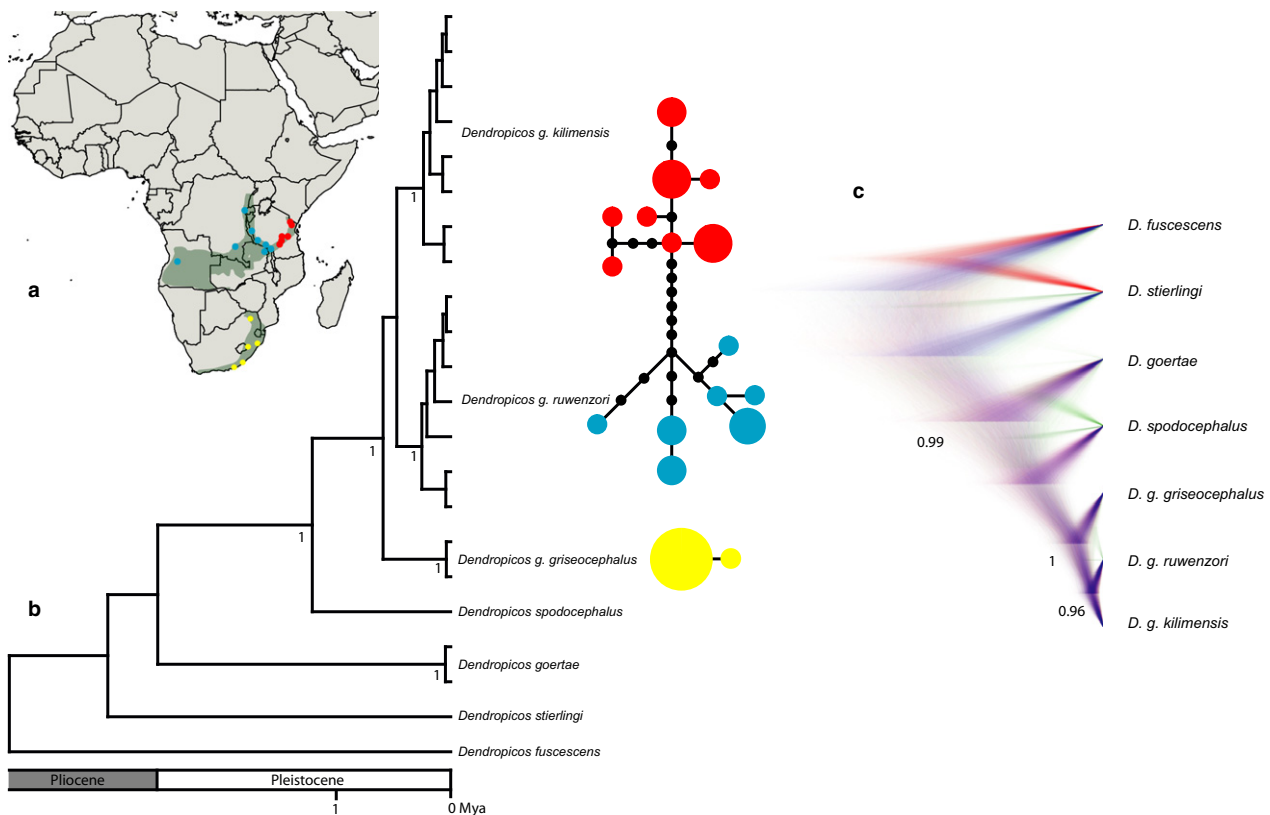 a
Dendropicos g. kilimensis
1
Dendropicos g. ruwenzori
1
1
1
Dendropicos g. griseocephalus
1
b
Dendropicos spodocephalus
Dendropicos goertae
1
Dendropicos stierlingi
Dendropicos fuscescens
Pliocene
Pleistocene
1
0 Mya
c
D. fuscescens
D. stierlingi
D. goertae
D. spodocephalus
0.99
D. g. griseocephalus
D. g. ruwenzori
1
0.96
D. g. kilimensis